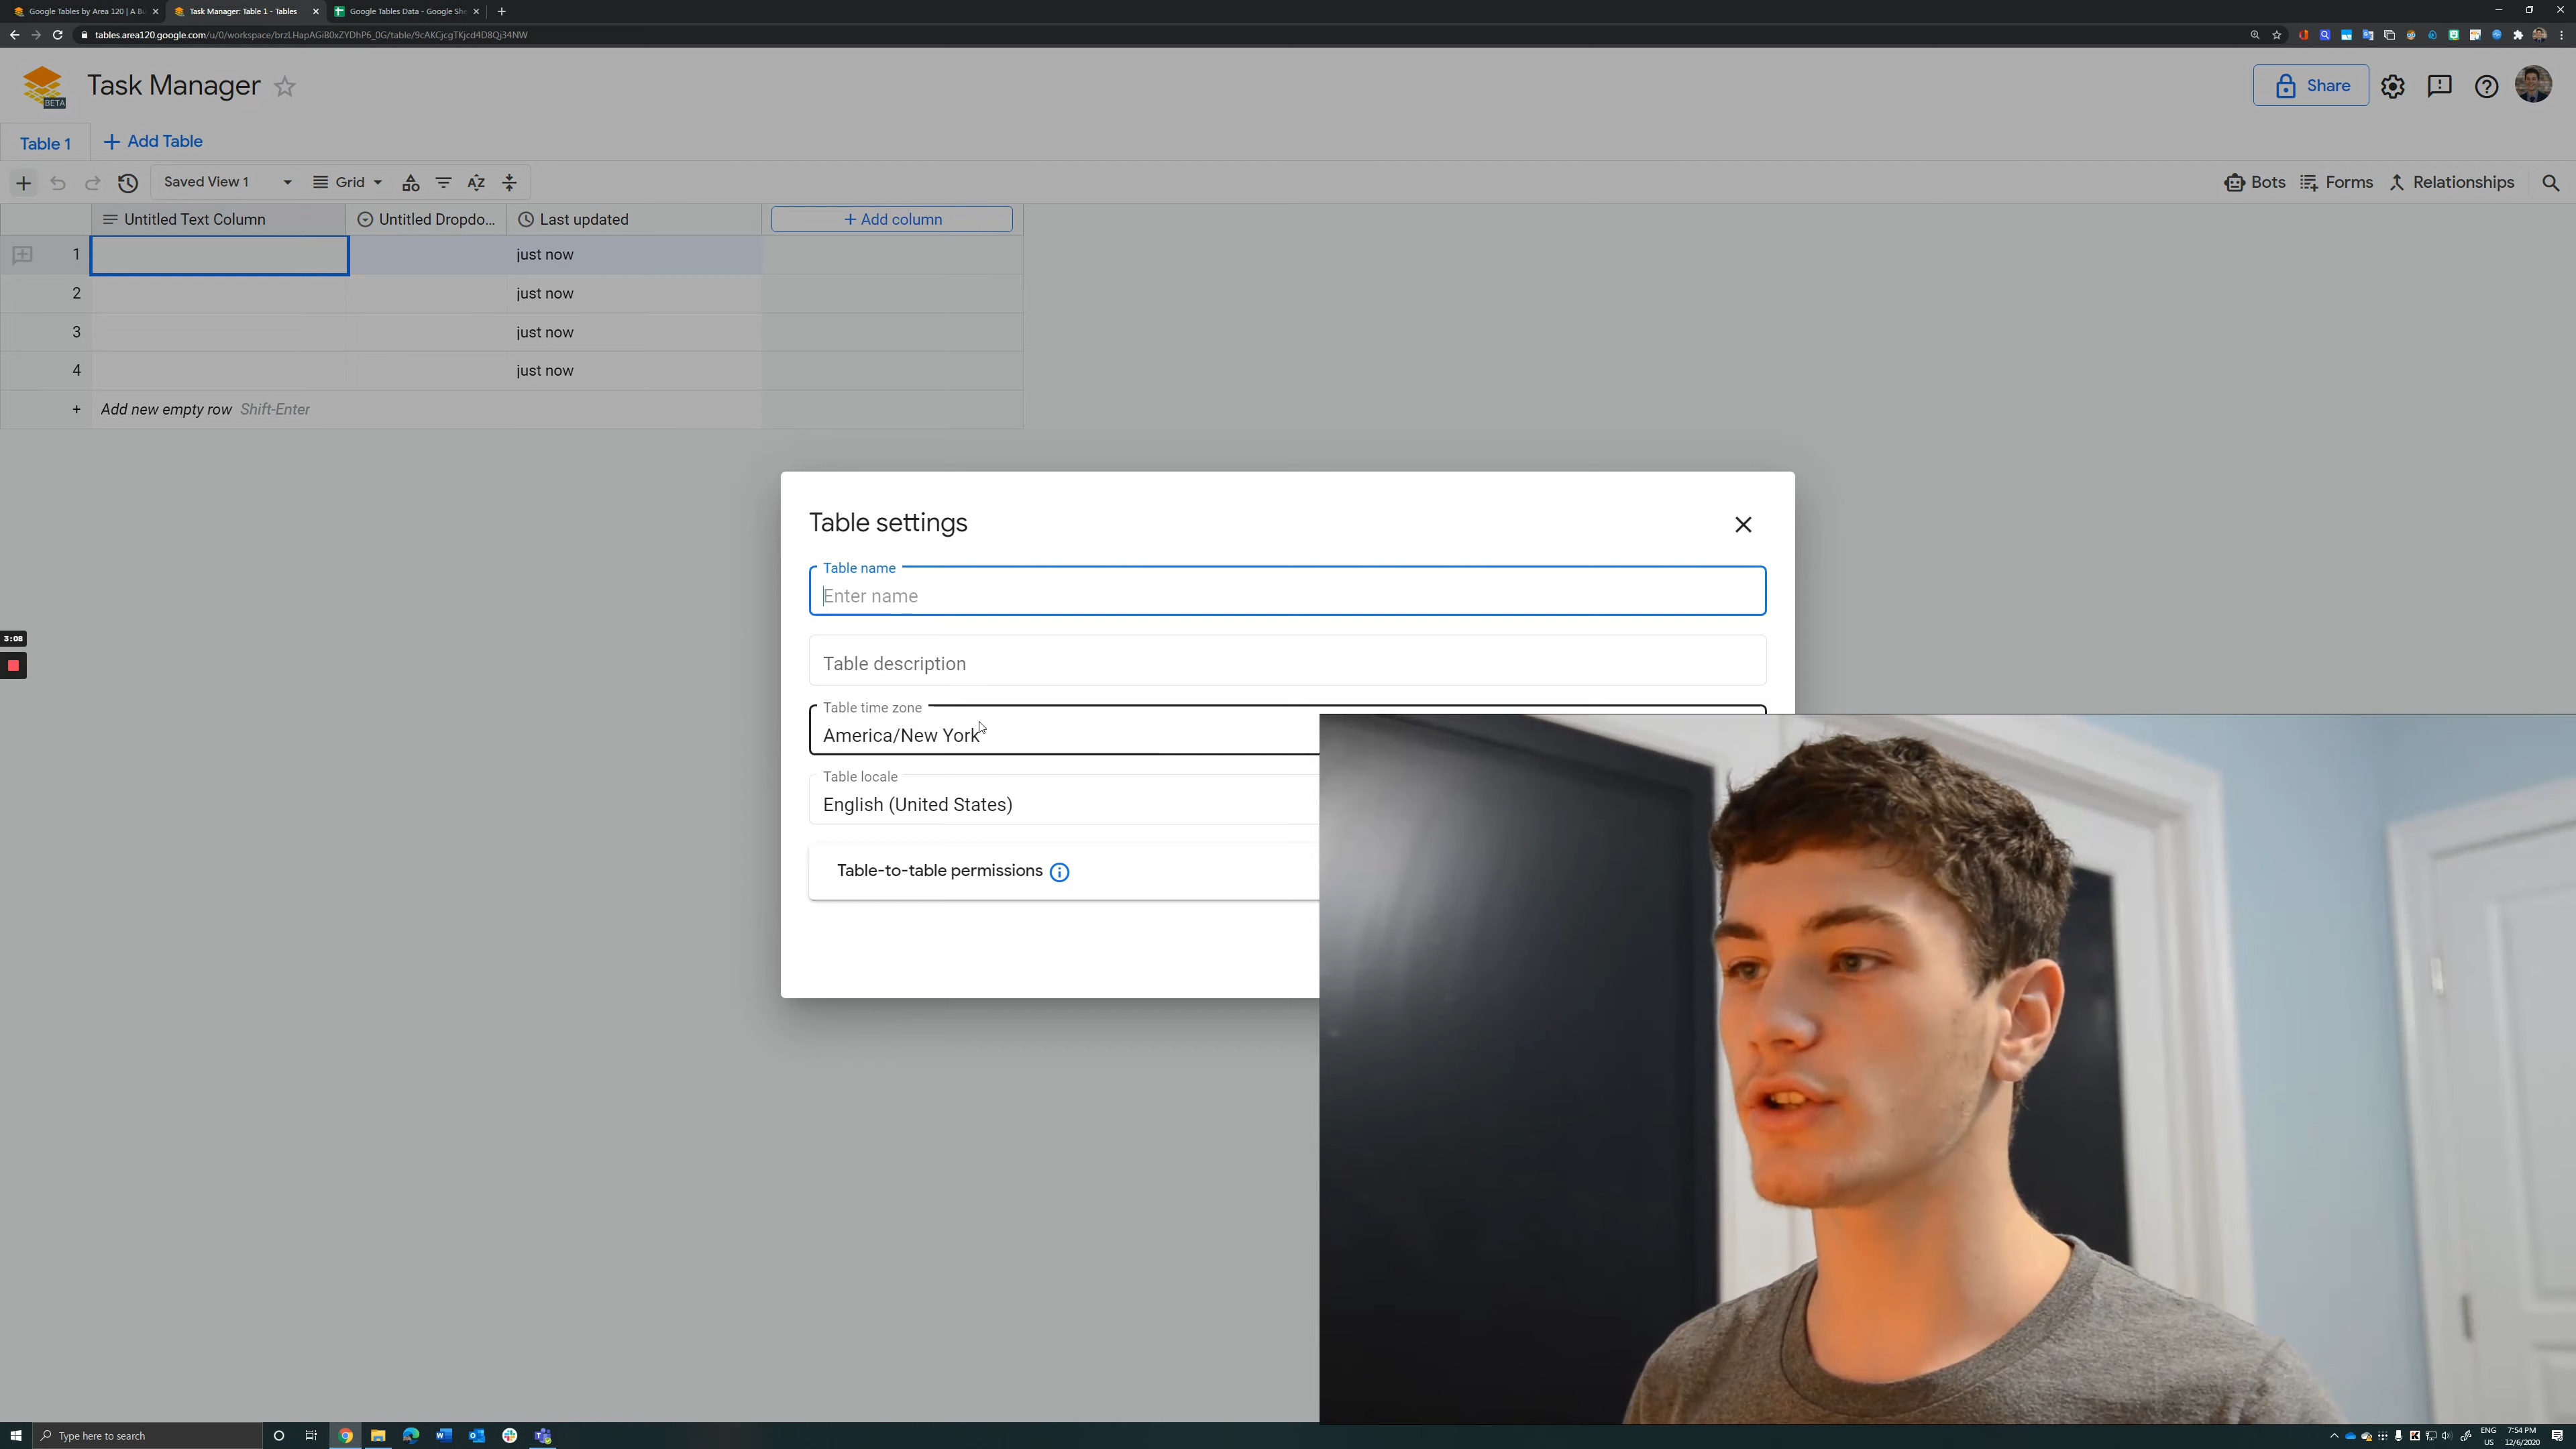 Google Tables by Area 120 | A Bu
Task Manager: Table 1 - Tables
Google Tables Data - Google She
tables.area120.google.com/u/0/workspace/brzLHapAGiB0xZYDhP6_0G/table/9cAKCjcgTKjcd4D8Qj34NW
BETA
Task Manager
Share
Table 1
+ Add Table
Saved View 1
Grid
Bots
Forms
Relationships
Untitled Text Column
Untitled Dropdo...
Last updated
+ Add column
1
just now
2
just now
3
just now
4
just now
+ Add new empty row Shift-Enter
Table settings
Table name
Enter name
3:08
Table description
Table time zone
America/New York
Table locale
English (United States)
Table-to-table permissions
Type here to search
ENG
US
7:54 PM
12/6/2020